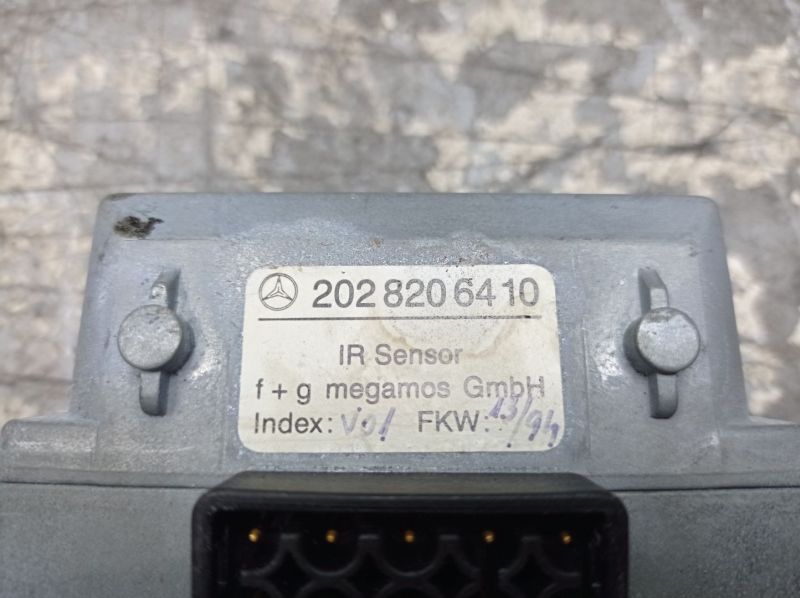 202 820 64 10
IR Sensor
f + g megamos GmbH
Index: V01 FKW: 13/94